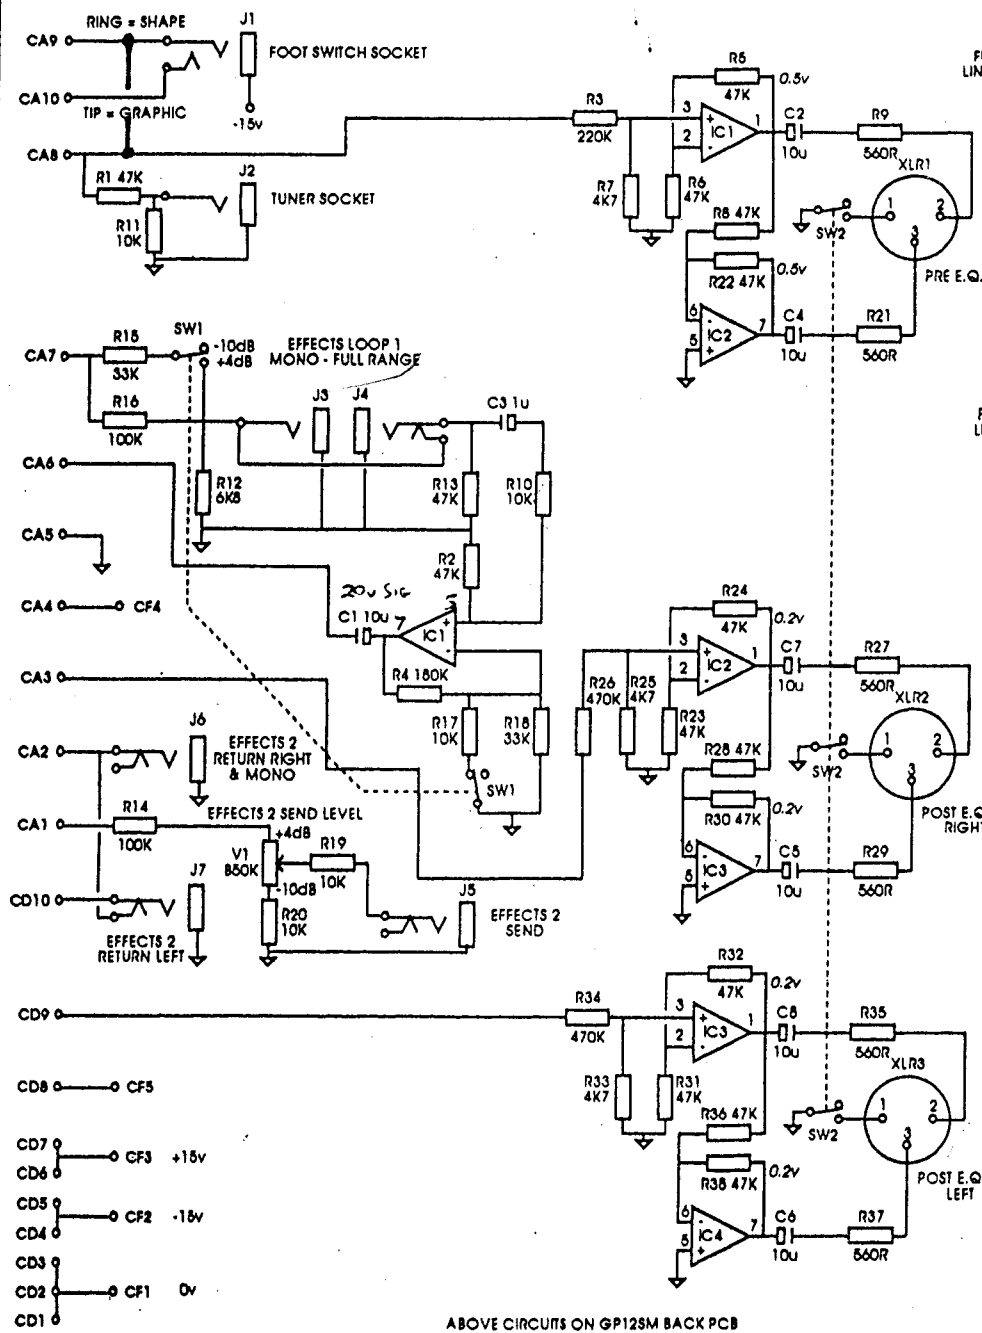 RING = SHAPE
J1
CA9
FOOT SWITCH SOCKET
CA10
-15v
TIP = GRAPHIC
CA8
R1 47K
J2
TUNER SOCKET
R11
10K
R3
220K
R5
47K
0.5v
3
+
2
-
IC1
1
C2
10u
R9
560R
R7
4K7
R6
47K
XLR1
1
2
3
SW2
R8 47K
R22 47K
0.5v
PRE E.Q.
6
-
5
+
IC2
7
C4
10u
R21
560R
CA7
R15
33K
SW1
-10dB
+4dB
EFFECTS LOOP 1
MONO - FULL RANGE
R16
100K
J3
J4
C3 1u
CA6
R12
6K8
R13
47K
R10
10K
CA5
R2
47K
CA4
CF4
20v SIG
C1 10u
7
5
+
-
IC1
CA3
R4 180K
R17
10K
R18
33K
SW1
R26
470K
R25
4K7
R24
47K
0.2v
3
+
2
-
IC2
1
C7
10u
R27
560R
R23
47K
XLR2
1
2
3
SW2
R28 47K
R30 47K
0.2v
POST E.Q
RIGHT
6
-
5
+
IC3
7
C5
10u
R29
560R
CA2
J6
EFFECTS 2
RETURN RIGHT
& MONO
CA1
R14
100K
EFFECTS 2 SEND LEVEL
+4dB
V1
B50K
-10dB
R19
10K
R20
10K
J5
EFFECTS 2
SEND
CD10
J7
EFFECTS 2
RETURN LEFT
CD9
R34
470K
R32
47K
0.2v
3
+
2
-
IC3
1
C8
10u
R35
560R
R33
4K7
R31
47K
XLR3
1
2
3
SW2
R36 47K
R38 47K
0.2v
POST E.Q
LEFT
6
-
5
+
IC4
7
C6
10u
R37
560R
CD8
CF5
CD7
CD6
CF3
+15v
CD5
CD4
CF2
-15v
CD3
CD2
CD1
CF1
0v
ABOVE CIRCUITS ON GP12SM BACK PCB